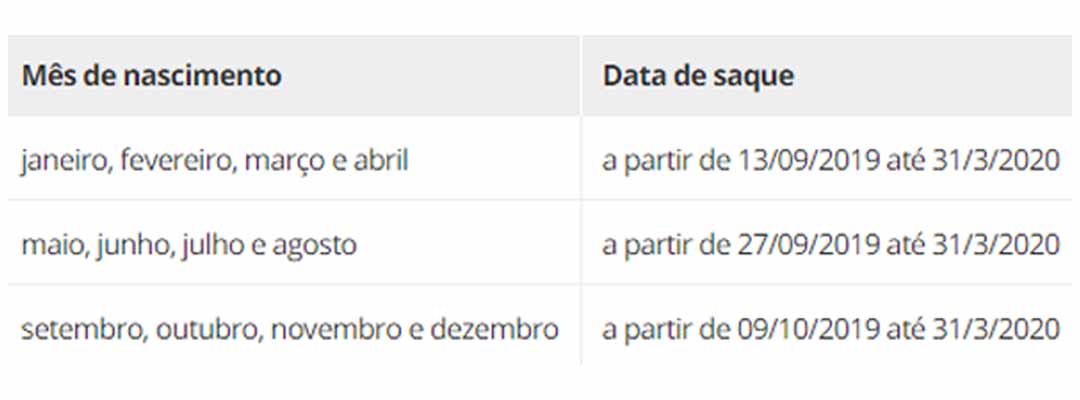 Mês de nascimento Data de saque
janeiro, fevereiro, março e abril a partir de 13/09/2019 até 31/3/2020
maio, junho, julho e agosto a partir de 27/09/2019 até 31/3/2020
setembro, outubro, novembro e dezembro a partir de 09/10/2019 até 31/3/2020